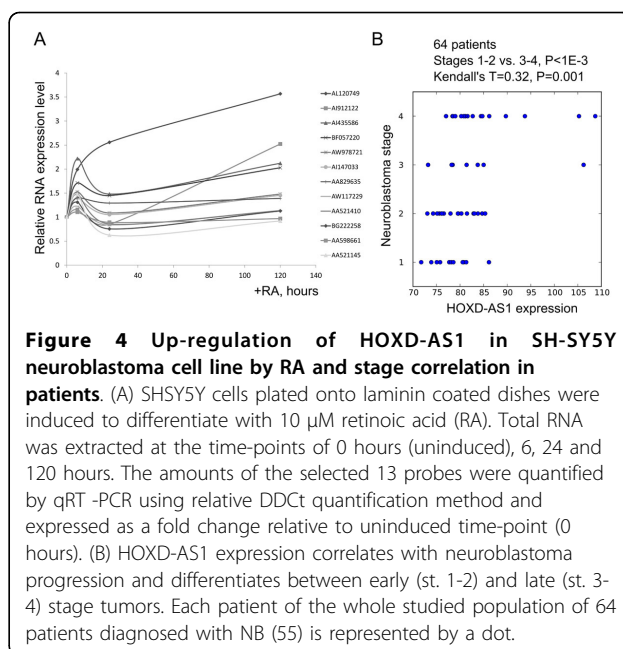 A
Relative RNA expression level
4
3.5
3
2.5
2
1.5
1
0.5
0
0 20 40 60 80 100 120 140
+RA, hours
AL120749
AI912122
AI435586
BF057220
AW978721
AI147033
AA829635
AW117229
AA521410
BG222258
AA598661
AA521145
B
64 patients
Stages 1-2 vs. 3-4, P<1E-3
Kendall's T=0.32, P=0.001
Neuroblastoma stage
4
3
2
1
70 75 80 85 90 95 100 105 110
HOXD-AS1 expression
Figure 4 Up-regulation of HOXD-AS1 in SH-SY5Y
neuroblastoma cell line by RA and stage correlation in
patients. (A) SHSY5Y cells plated onto laminin coated dishes were
induced to differentiate with 10 μM retinoic acid (RA). Total RNA
was extracted at the time-points of 0 hours (uninduced), 6, 24 and
120 hours. The amounts of the selected 13 probes were quantified
by qRT -PCR using relative DDCt quantification method and
expressed as a fold change relative to uninduced time-point (0
hours). (B) HOXD-AS1 expression correlates with neuroblastoma
progression and differentiates between early (st. 1-2) and late (st. 3-
4) stage tumors. Each patient of the whole studied population of 64
patients diagnosed with NB (55) is represented by a dot.